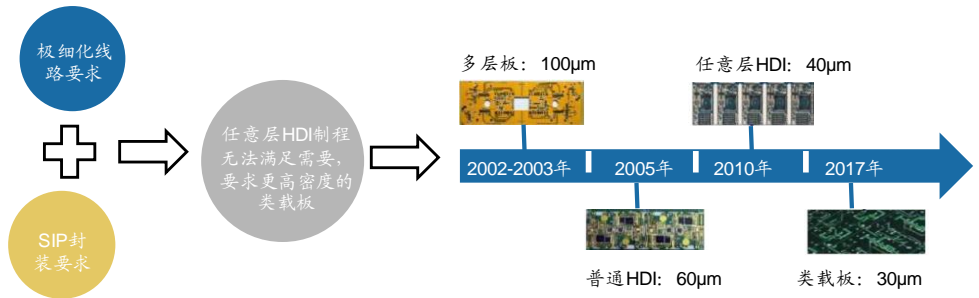 极细化线
路要求
SIP封
装要求
任意层HDI制程
无法满足需要，
要求更高密度的
类载板
多层板：100μm
任意层HDI：40μm
2002-2003年
2005年
2010年
2017年
普通HDI：60μm
类载板：30μm